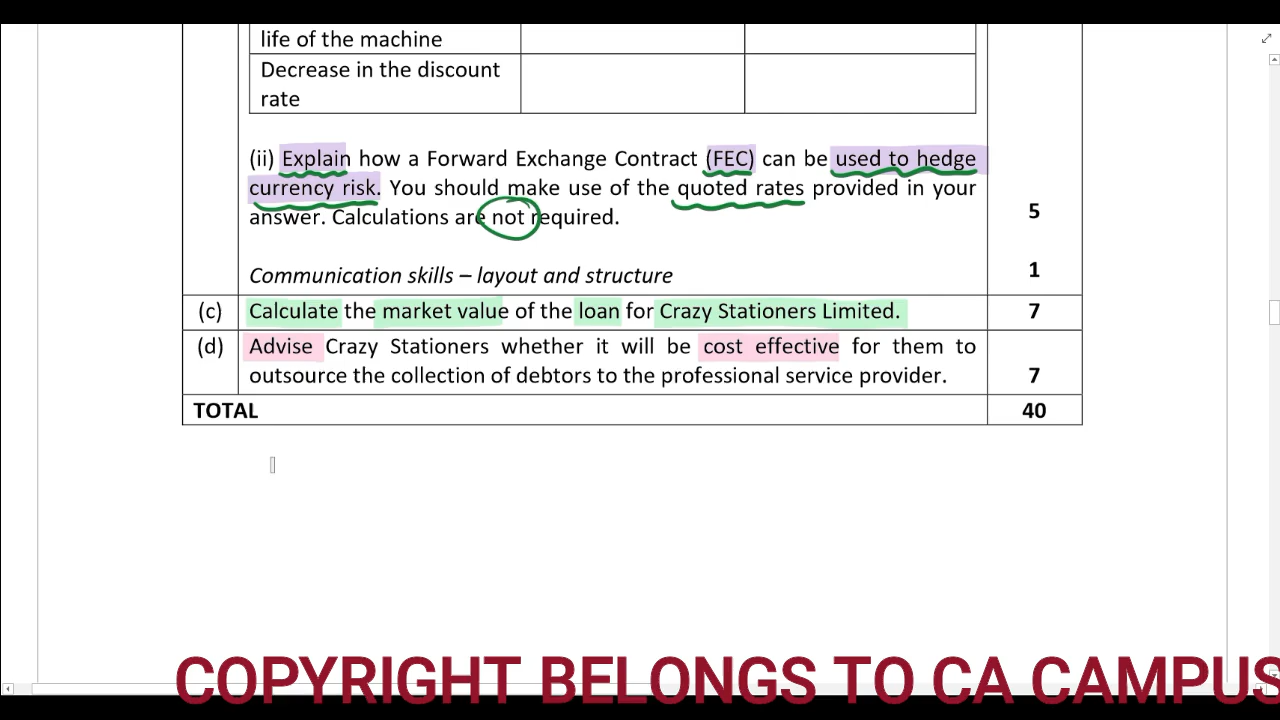 life of the machine
Decrease in the discount
rate
(ii) Explain how a Forward Exchange Contract (FEC) can be used to hedge
currency risk. You should make use of the quoted rates provided in your
answer. Calculations are not required.
5
Communication skills – layout and structure
1
(c) Calculate the market value of the loan for Crazy Stationers Limited. 7
(d) Advise Crazy Stationers whether it will be cost effective for them to
outsource the collection of debtors to the professional service provider. 7
TOTAL 40
COPYRIGHT BELONGS TO CA CAMPUS